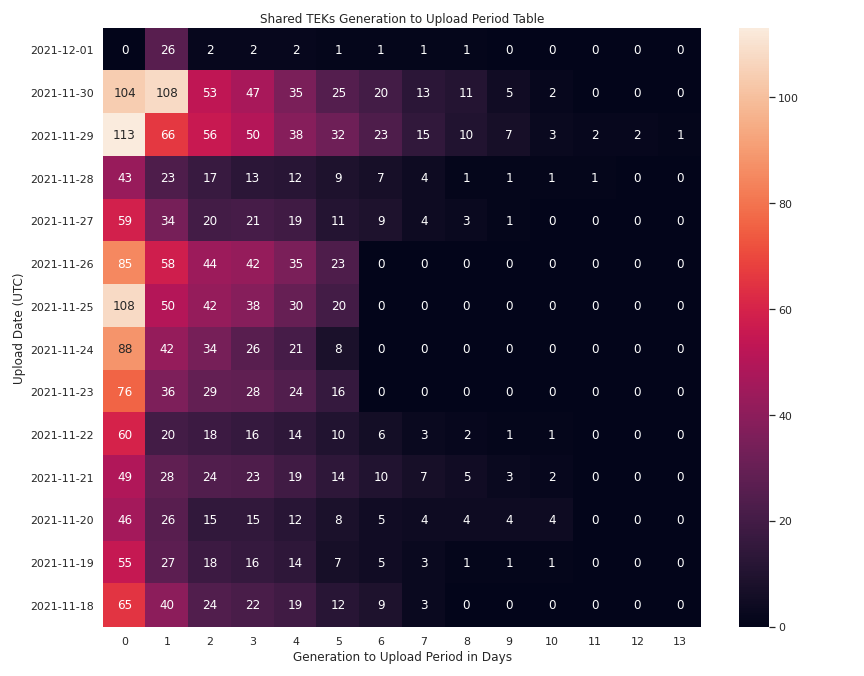 Shared TEKs Generation to Upload Period Table
Upload Date (UTC)
2021-12-01 0 26 2 2 2 1 1 1 1 0 0 0 0 0
2021-11-30 104 108 53 47 35 25 20 13 11 5 2 0 0 0
2021-11-29 113 66 56 50 38 32 23 15 10 7 3 2 2 1
2021-11-28 43 23 17 13 12 9 7 4 1 1 1 1 0 0
2021-11-27 59 34 20 21 19 11 9 4 3 1 0 0 0 0
2021-11-26 85 58 44 42 35 23 0 0 0 0 0 0 0 0
2021-11-25 108 50 42 38 30 20 0 0 0 0 0 0 0 0
2021-11-24 88 42 34 26 21 8 0 0 0 0 0 0 0 0
2021-11-23 76 36 29 28 24 16 0 0 0 0 0 0 0 0
2021-11-22 60 20 18 16 14 10 6 3 2 1 1 0 0 0
2021-11-21 49 28 24 23 19 14 10 7 5 3 2 0 0 0
2021-11-20 46 26 15 15 12 8 5 4 4 4 4 0 0 0
2021-11-19 55 27 18 16 14 7 5 3 1 1 1 0 0 0
2021-11-18 65 40 24 22 19 12 9 3 0 0 0 0 0 0
0 1 2 3 4 5 6 7 8 9 10 11 12 13
Generation to Upload Period in Days
100
80
60
40
20
0